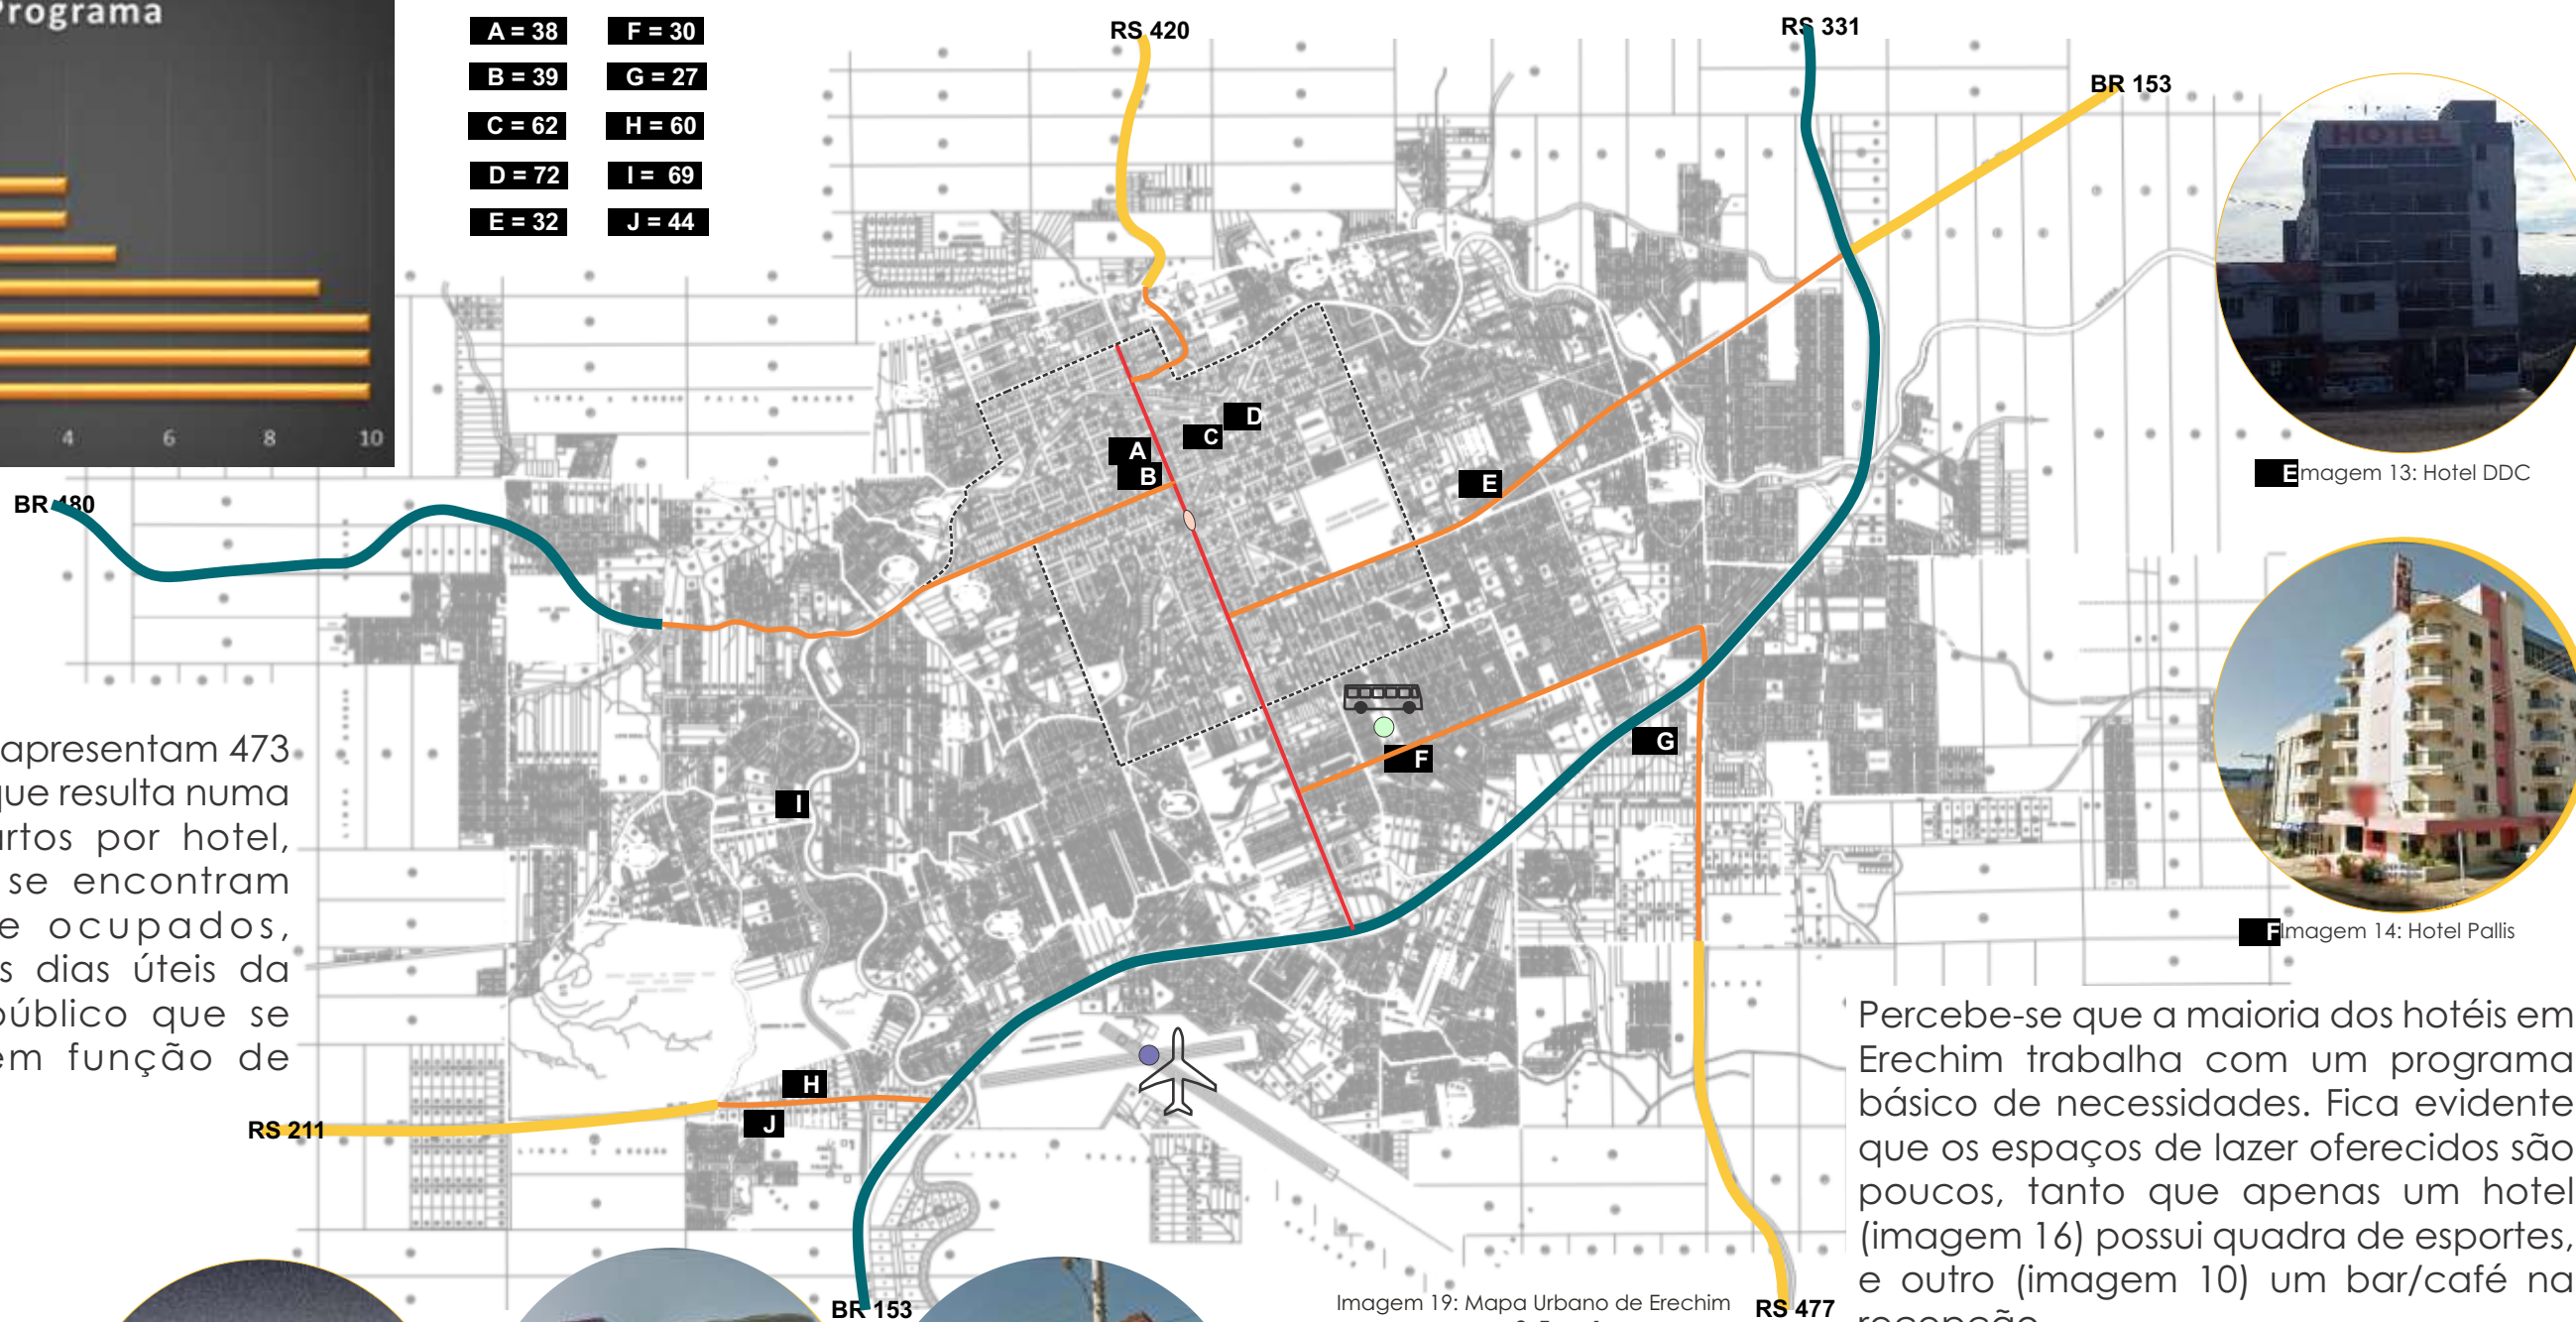 Programa
4 6 8 10
A = 38
F = 30
B = 39
G = 27
C = 62
H = 60
D = 72
I = 69
E = 32
J = 44
RS 420
RS 331
BR 153
HOTEL
E Imagem 13: Hotel DDC
BR 480
A
B
C
D
E
F
G
H
I
J
F Imagem 14: Hotel Pallis
apresentam 473
que resulta numa
artos por hotel,
se encontram
e ocupados,
s dias úteis da
público que se
em função de
RS 211
BR 153
RS 477
Imagem 19: Mapa Urbano de Erechim
Percebe-se que a maioria dos hotéis em
Erechim trabalha com um programa
básico de necessidades. Fica evidente
que os espaços de lazer oferecidos são
poucos, tanto que apenas um hotel
(imagem 16) possui quadra de esportes,
e outro (imagem 10) um bar/café na
recepção